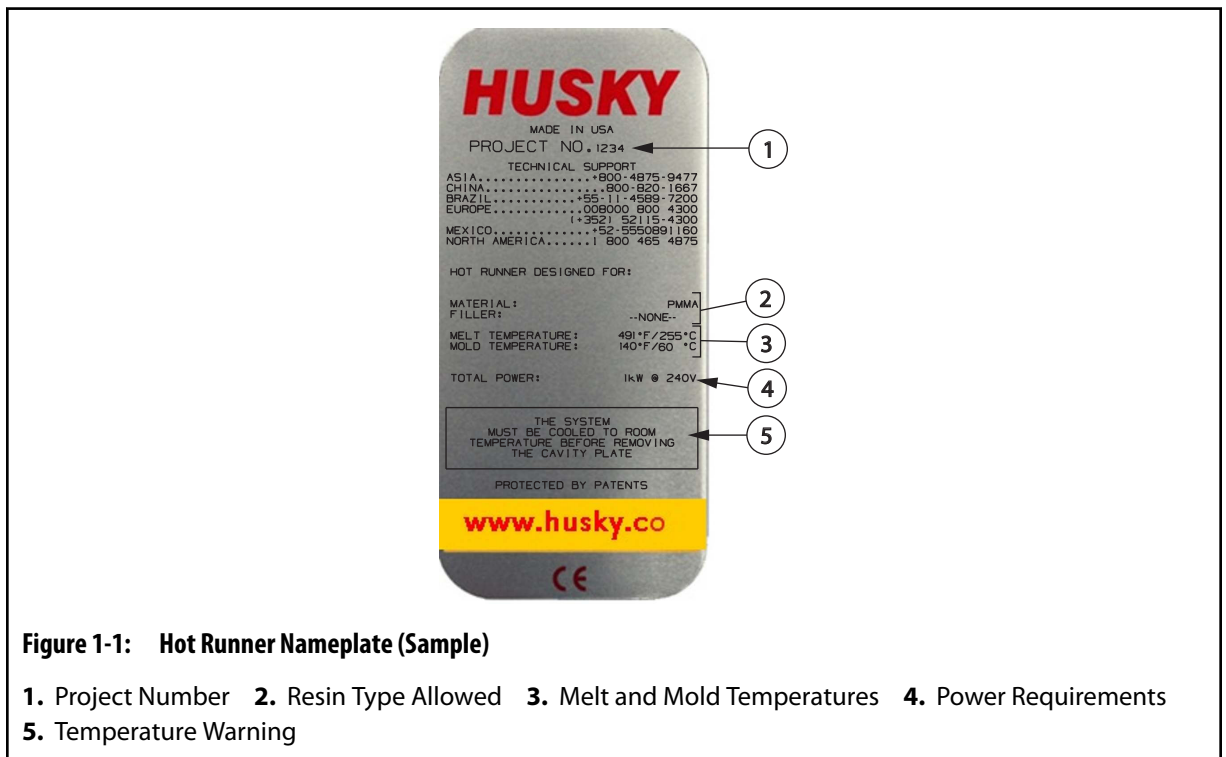 HUSKY
MADE IN USA
PROJECT NO. 1234
1
TECHNICAL SUPPORT
ASIA...............+800-4875-9477
CHINA.................800-820-1667
BRAZIL............+55-11-4589-7200
EUROPE............008000 800 4300
(+352) 52115-4300
MEXICO.............+52-5550891160
NORTH AMERICA......1 800 465 4875
HOT RUNNER DESIGNED FOR:
MATERIAL: PMMA
FILLER: --NONE--
2
MELT TEMPERATURE: 491°F/255°C
MOLD TEMPERATURE: 140°F/60 °C
3
TOTAL POWER: 1kW @ 240V
4
THE SYSTEM
MUST BE COOLED TO ROOM
TEMPERATURE BEFORE REMOVING
THE CAVITY PLATE
5
PROTECTED BY PATENTS
www.husky.co
CE
Figure 1-1: Hot Runner Nameplate (Sample)
1. Project Number 2. Resin Type Allowed 3. Melt and Mold Temperatures 4. Power Requirements
5. Temperature Warning